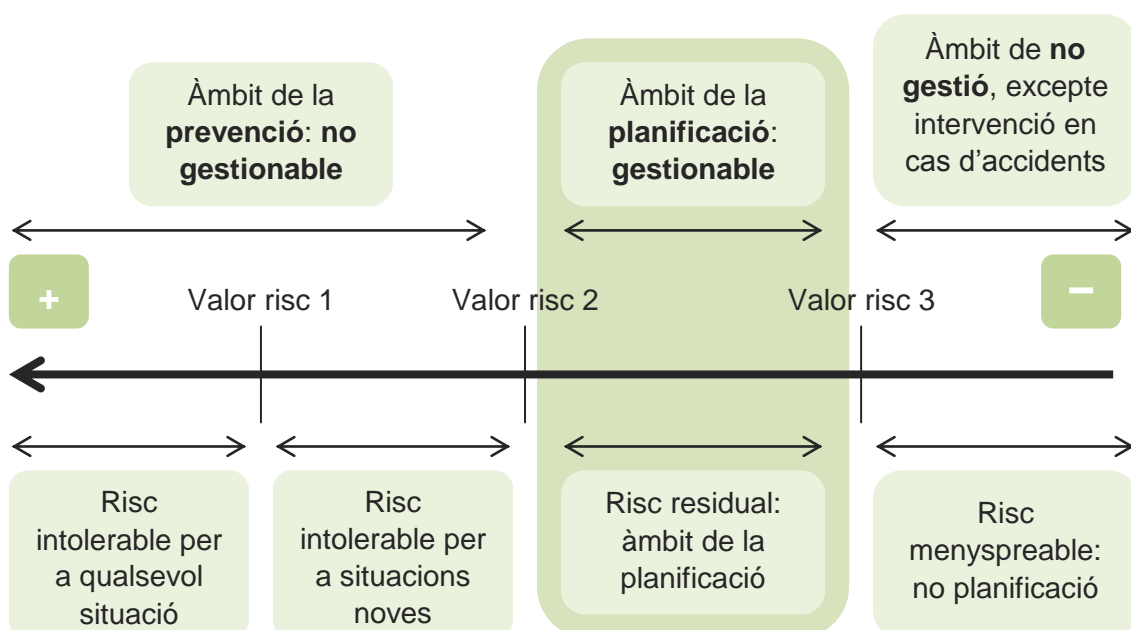 Àmbit de la
prevenció: no
gestionable
Àmbit de la
planificació:
gestionable
Àmbit de no
gestió, excepte
intervenció en
cas d’accidents
+
Valor risc 1
Valor risc 2
Valor risc 3
–
Risc
intolerable per
a qualsevol
situació
Risc
intolerable per
a situacions
noves
Risc residual:
àmbit de la
planificació
Risc
menyspreable:
no planificació